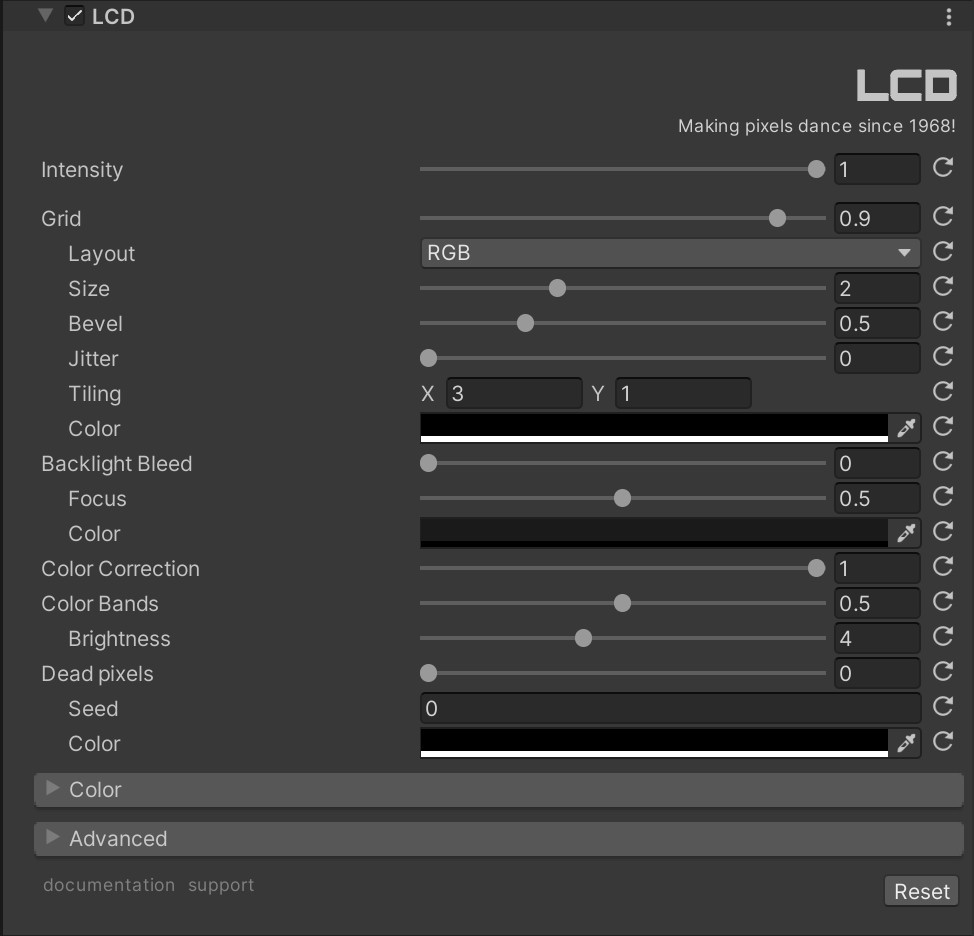 LCD
LCD
Making pixels dance since 1968!
Intensity 1
Grid 0.9
Layout RGB
Size 2
Bevel 0.5
Jitter 0
Tiling X 3 Y 1
Color
Backlight Bleed 0
Focus 0.5
Color
Color Correction 1
Color Bands 0.5
Brightness 4
Dead pixels 0
Seed 0
Color
Color
Advanced
documentation support
Reset